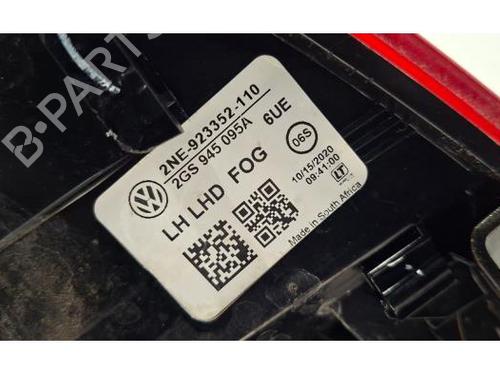 2NE-923352-110
2GS 945 095A 6UE
LH LHD FOG
06S
10/15/2020
09:41:00
LT
Made in South Africa